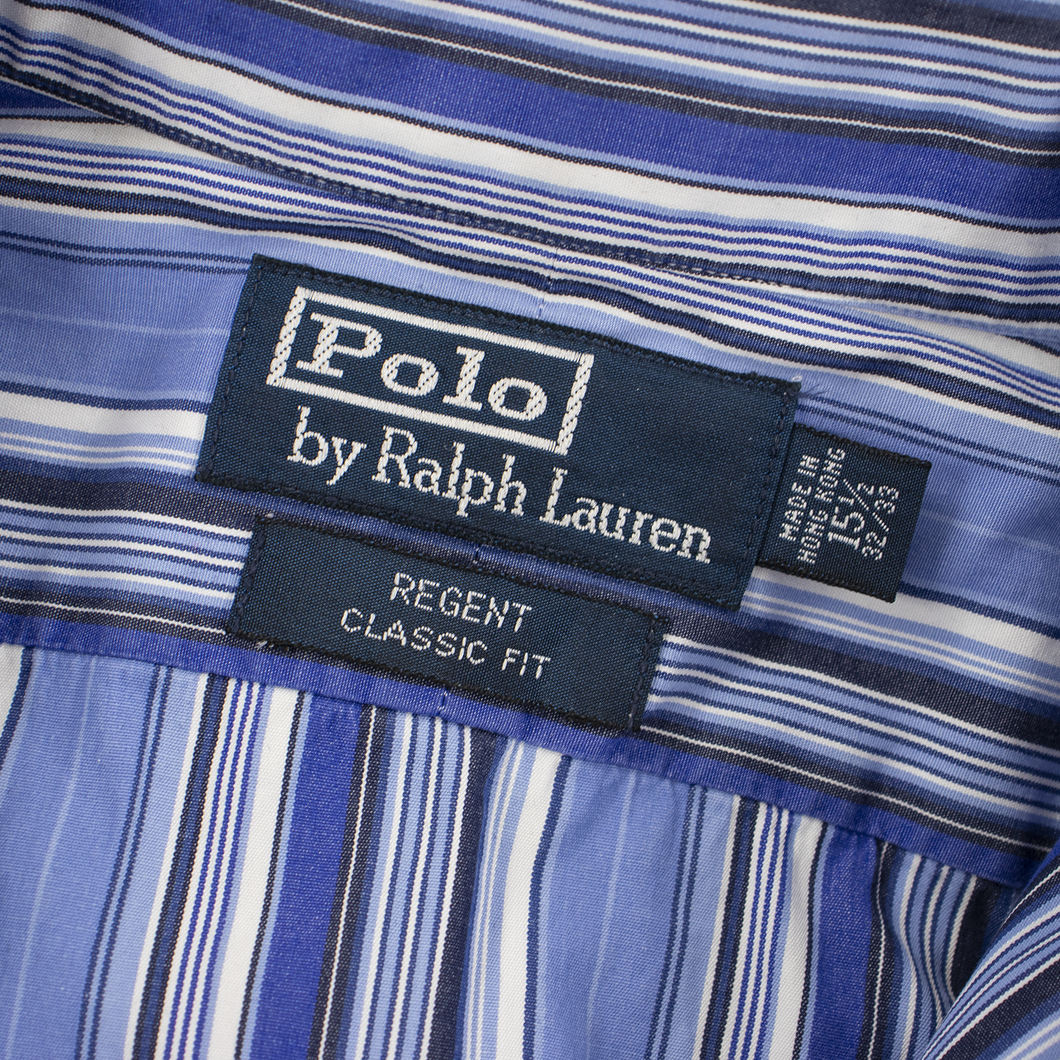 Polo
by Ralph Lauren
MADE IN
HONG KONG
15½
32/33
REGENT
CLASSIC FIT